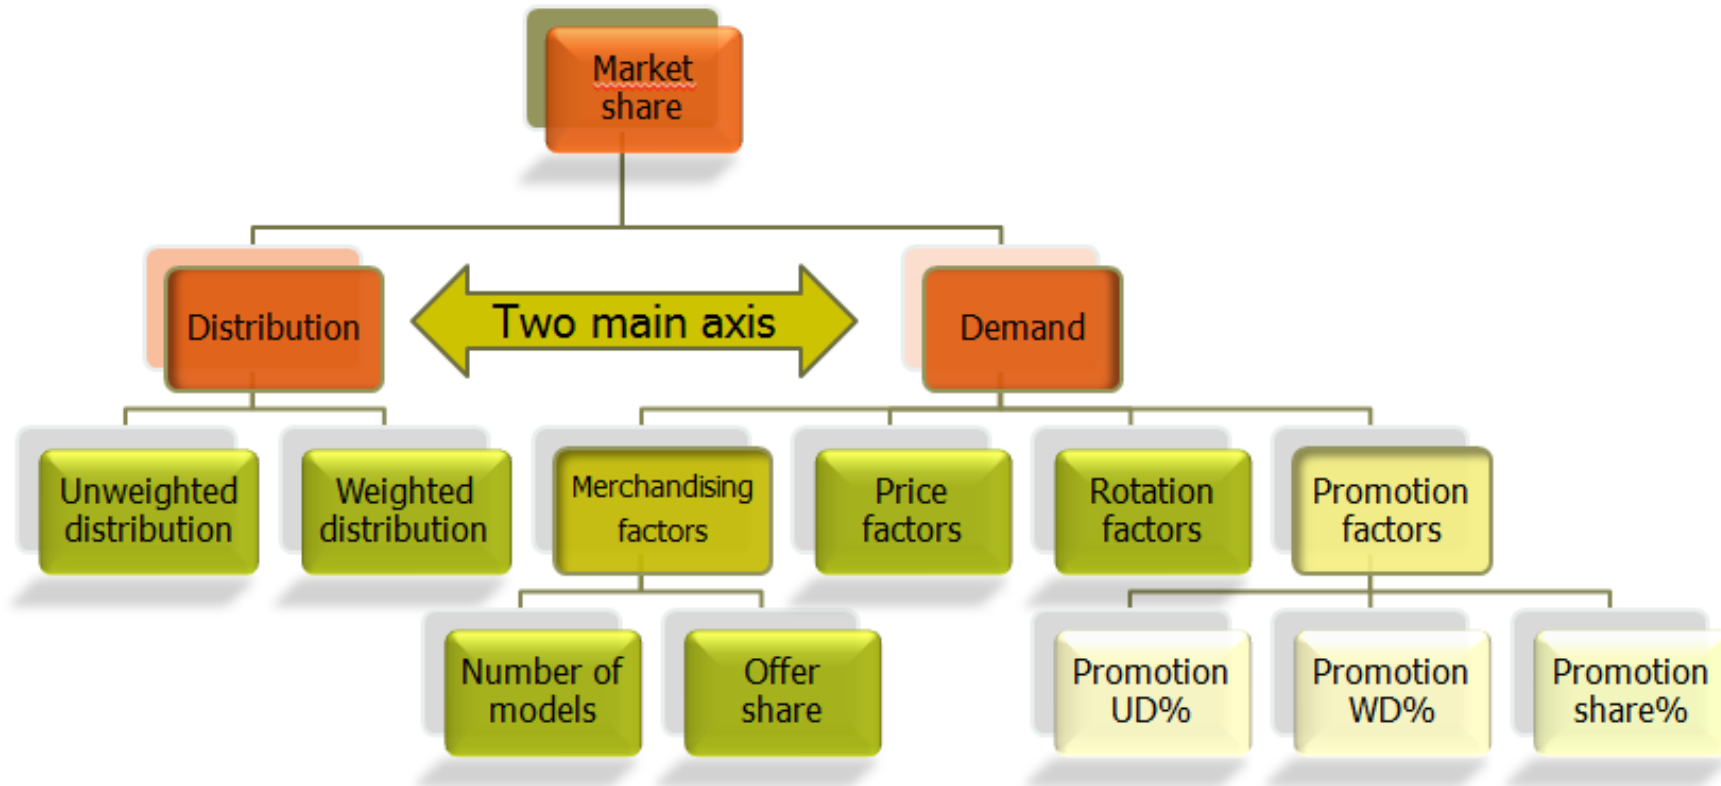 Market
share
Distribution
Two main axis
Demand
Unweighted
distribution
Weighted
distribution
Merchandising
factors
Price
factors
Rotation
factors
Promotion
factors
Number of
models
Offer
share
Promotion
UD%
Promotion
WD%
Promotion
share%